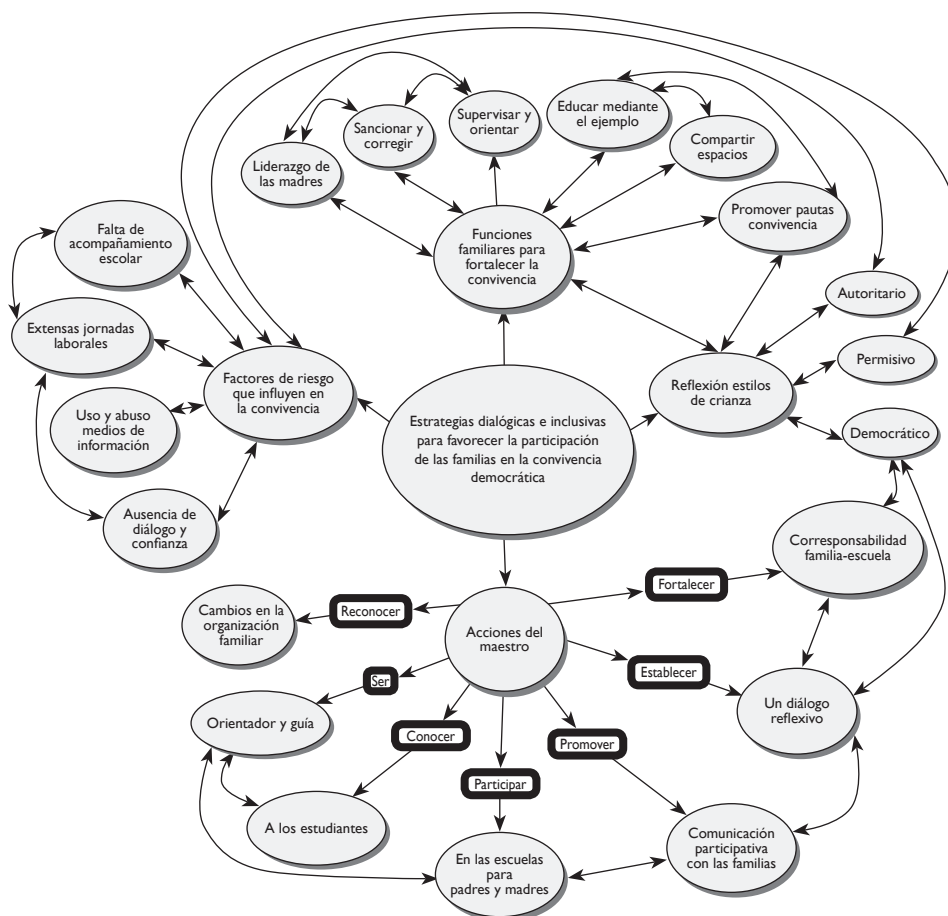 Supervisar y
orientar
Educar mediante
el ejemplo
Sancionar y
corregir
Compartir
espacios
Liderazgo de
las madres
Promover pautas
convivencia
Funciones
familiares para
fortalecer la
convivencia
Falta de
acompañamiento
escolar
Autoritario
Extensas jornadas
laborales
Permisivo
Factores de riesgo
que influyen en
la convivencia
Reflexión estilos
de crianza
Uso y abuso
medios de
información
Estrategias dialógicas e inclusivas
para favorecer la participación
de las familias en la convivencia
democrática
Democrático
Ausencia de
diálogo y
confianza
Corresponsabilidad
familia-escuela
Fortalecer
Cambios en la
organización
familiar
Reconocer
Acciones del
maestro
Ser
Establecer
Orientador y guía
Un diálogo
reflexivo
Conocer
Promover
Participar
A los estudiantes
Comunicación
participativa
con las familias
En las escuelas
para
padres y madres